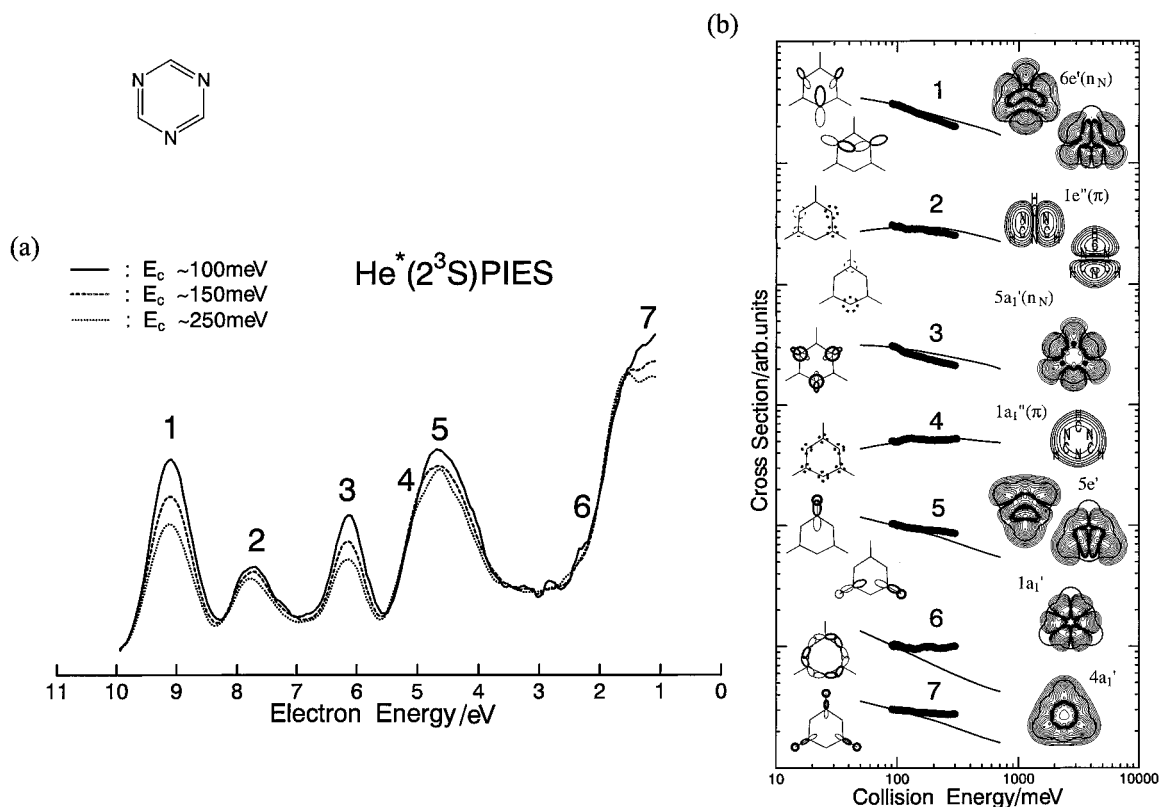 N
N
N
(a)
: E_c ~100meV
: E_c ~150meV
: E_c ~250meV
He*(2³S)PIES
1
2
3
4
5
6
7
11 10 9 8 7 6 5 4 3 2 1 0
Electron Energy/eV
(b)
Cross Section/arb.units
1
6e'(n_N)
2
1e"(π)
3
5a₁'(n_N)
4
1a₁"(π)
5
5e'
6
1a₁'
7
4a₁'
10 100 1000 10000
Collision Energy/meV